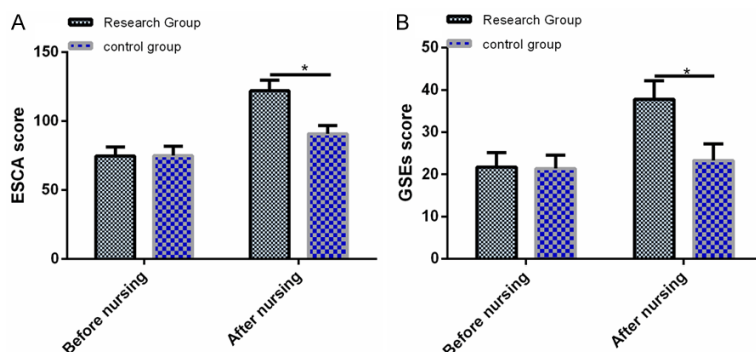 A
Research Group
control group
ESCA score
150
100
50
0
*
Before nursing
After nursing
B
Research Group
control group
GSEs score
50
40
30
20
10
0
*
Before nursing
After nursing